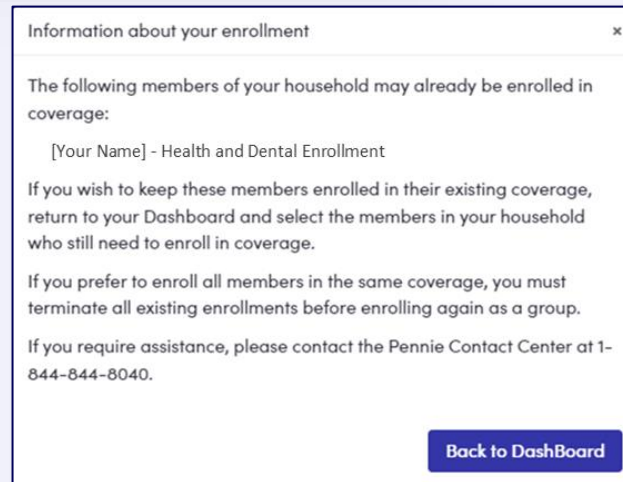 Information about your enrollment ×
The following members of your household may already be enrolled in
coverage:
[Your Name] - Health and Dental Enrollment
If you wish to keep these members enrolled in their existing coverage,
return to your Dashboard and select the members in your household
who still need to enroll in coverage.
If you prefer to enroll all members in the same coverage, you must
terminate all existing enrollments before enrolling again as a group.
If you require assistance, please contact the Pennie Contact Center at 1-
844-844-8040.
Back to DashBoard